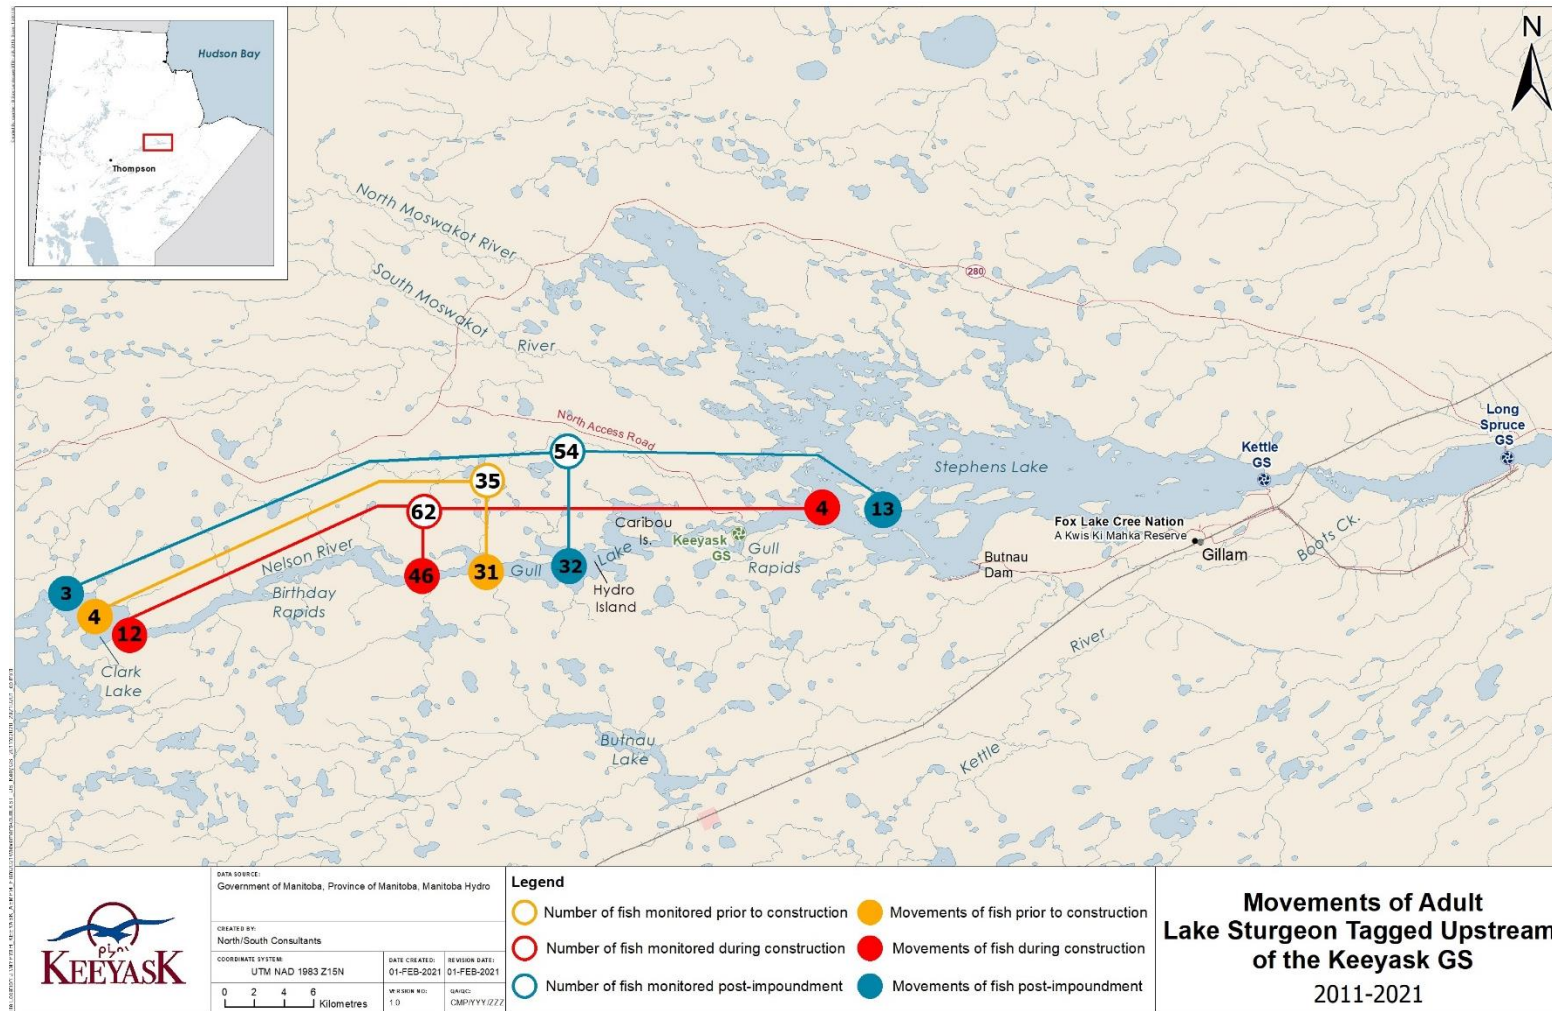 Hudson Bay
Thompson
N
North Moswakot River
South Moswakot
River
280
North Access Road
Stephens Lake
Long
Spruce
GS
Kettle
GS
54
35
62
4
13
Caribou
Is.
Keeyask
GS
Gull
Rapids
Fox Lake Cree Nation
A Kwis Ki Mahka Reserve
Gillam
Boots Ck.
Butnau
Dam
Nelson River
Birthday
Rapids
46
31
Gull
32
Lake
Hydro
Island
3
4
12
Clark
Lake
River
Kettle
Butnau
Lake
KEEYASK
DATA SOURCE:
Government of Manitoba, Province of Manitoba, Manitoba Hydro
CREATED BY:
North/South Consultants
COORDINATE SYSTEM:
UTM NAD 1983 Z15N
DATE CREATED:
01-FEB-2021
REVISION DATE:
01-FEB-2021
0 2 4 6
Kilometres
VERSION NO:
1.0
QA/QC:
CMP/YYY/ZZZ
Legend
Number of fish monitored prior to construction
Number of fish monitored during construction
Number of fish monitored post-impoundment
Movements of fish prior to construction
Movements of fish during construction
Movements of fish post-impoundment
Movements of Adult
Lake Sturgeon Tagged Upstream
of the Keeyask GS
2011-2021